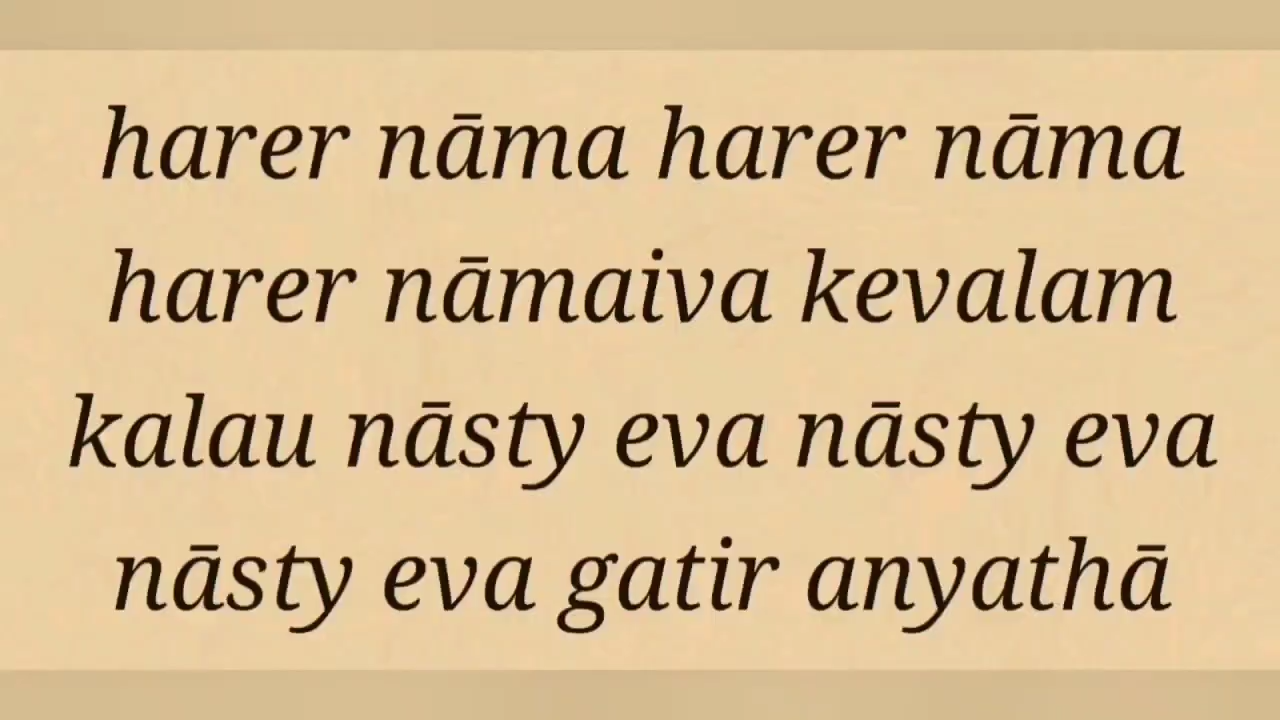 harer nāma harer nāma
harer nāmaiva kevalam
kalau nāsty eva nāsty eva
nāsty eva gatir anyathā